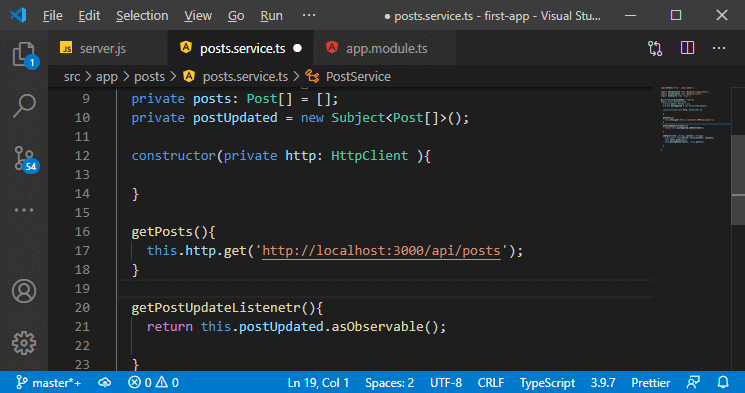 File Edit Selection View Go Run ··· ● posts.service.ts - first-app - Visual Stu...
JS server.js posts.service.ts ● app.module.ts ···
src > app > posts > posts.service.ts > PostService
1
54
9 private posts: Post[] = [];
10 private postUpdated = new Subject<Post[]>();
11
12 constructor(private http: HttpClient ){
13
14 }
15
16 getPosts(){
17 this.http.get('http://localhost:3000/api/posts');
18 }
19
20 getPostUpdateListenetr(){
21 return this.postUpdated.asObservable();
22
23 }
master*+ 0 0 Ln 19, Col 1 Spaces: 2 UTF-8 CRLF TypeScript 3.9.7 Prettier